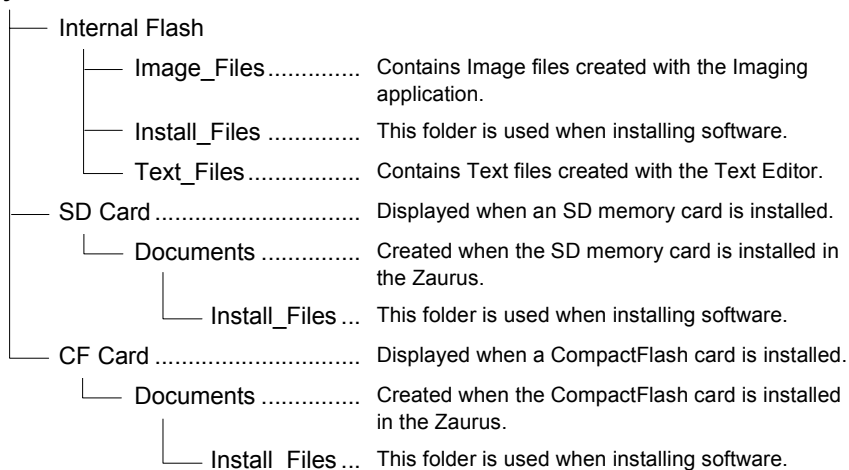 Internal Flash
Image_Files.............. Contains Image files created with the Imaging
application.
Install_Files .............. This folder is used when installing software.
Text_Files................. Contains Text files created with the Text Editor.
SD Card ............................... Displayed when an SD memory card is installed.
Documents ............... Created when the SD memory card is installed in
the Zaurus.
Install_Files ... This folder is used when installing software.
CF Card ............................... Displayed when a CompactFlash card is installed.
Documents ............... Created when the CompactFlash card is installed
in the Zaurus.
Install_Files ... This folder is used when installing software.